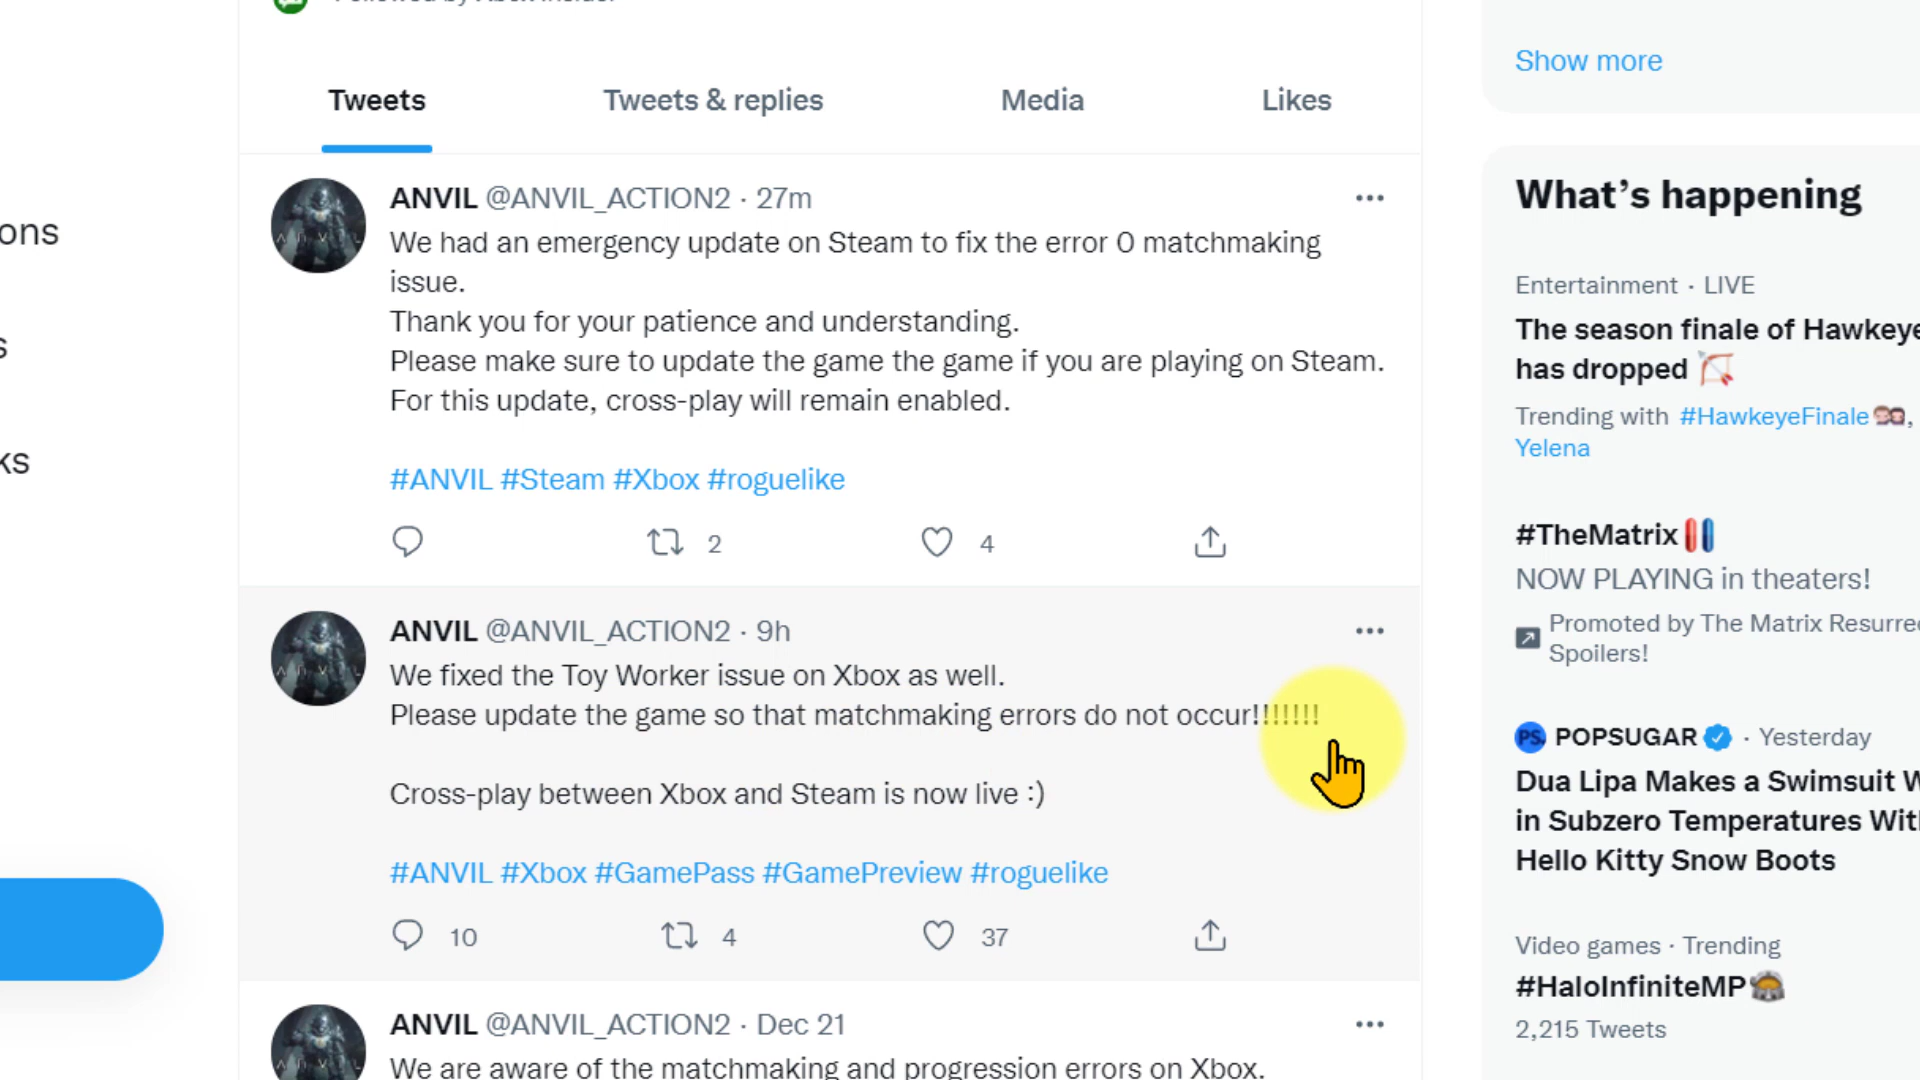 Followed by Xbox Insider
Show more
Tweets
Tweets & replies
Media
Likes
ons
s
ks
ANVIL @ANVIL_ACTION2 · 27m
We had an emergency update on Steam to fix the error 0 matchmaking
issue.
Thank you for your patience and understanding.
Please make sure to update the game the game if you are playing on Steam.
For this update, cross-play will remain enabled.
#ANVIL #Steam #Xbox #roguelike
2
4
ANVIL @ANVIL_ACTION2 · 9h
We fixed the Toy Worker issue on Xbox as well.
Please update the game so that matchmaking errors do not occur!!!!!!!
Cross-play between Xbox and Steam is now live :)
#ANVIL #Xbox #GamePass #GamePreview #roguelike
10
4
37
ANVIL @ANVIL_ACTION2 · Dec 21
We are aware of the matchmaking and progression errors on Xbox.
What's happening
Entertainment · LIVE
The season finale of Hawkeye
has dropped
Trending with #HawkeyeFinale,
Yelena
#TheMatrix
NOW PLAYING in theaters!
Promoted by The Matrix Resurrec
Spoilers!
PS. POPSUGAR · Yesterday
Dua Lipa Makes a Swimsuit W
in Subzero Temperatures Wit
Hello Kitty Snow Boots
Video games · Trending
#HaloInfiniteMP
2,215 Tweets